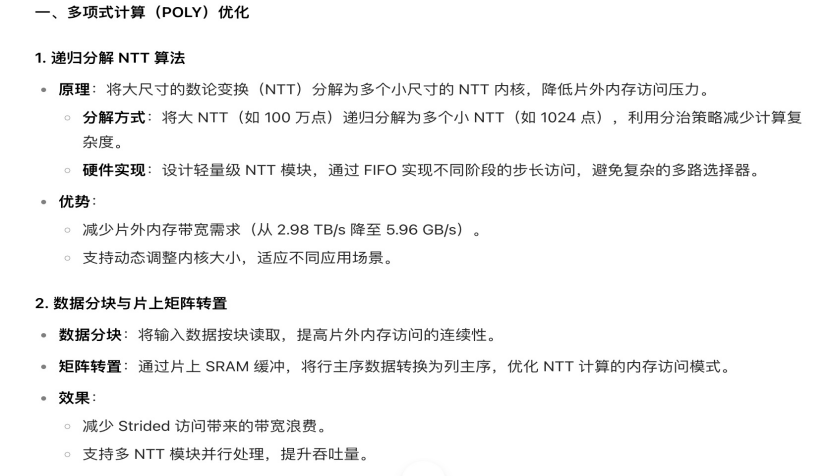 一、多项式计算（POLY）优化
1. 递归分解 NTT 算法
• 原理：将大尺寸的数论变换（NTT）分解为多个小尺寸的 NTT 内核，降低片外内存访问压力。
○ 分解方式：将大 NTT（如 100 万点）递归分解为多个小 NTT（如 1024 点），利用分治策略减少计算复
杂度。
○ 硬件实现：设计轻量级 NTT 模块，通过 FIFO 实现不同阶段的步长访问，避免复杂的多路选择器。
• 优势：
○ 减少片外内存带宽需求（从 2.98 TB/s 降至 5.96 GB/s）。
○ 支持动态调整内核大小，适应不同应用场景。
2. 数据分块与片上矩阵转置
• 数据分块：将输入数据按块读取，提高片外内存访问的连续性。
• 矩阵转置：通过片上 SRAM 缓冲，将行主序数据转换为列主序，优化 NTT 计算的内存访问模式。
• 效果：
○ 减少 Strided 访问带来的带宽浪费。
○ 支持多 NTT 模块并行处理，提升吞吐量。